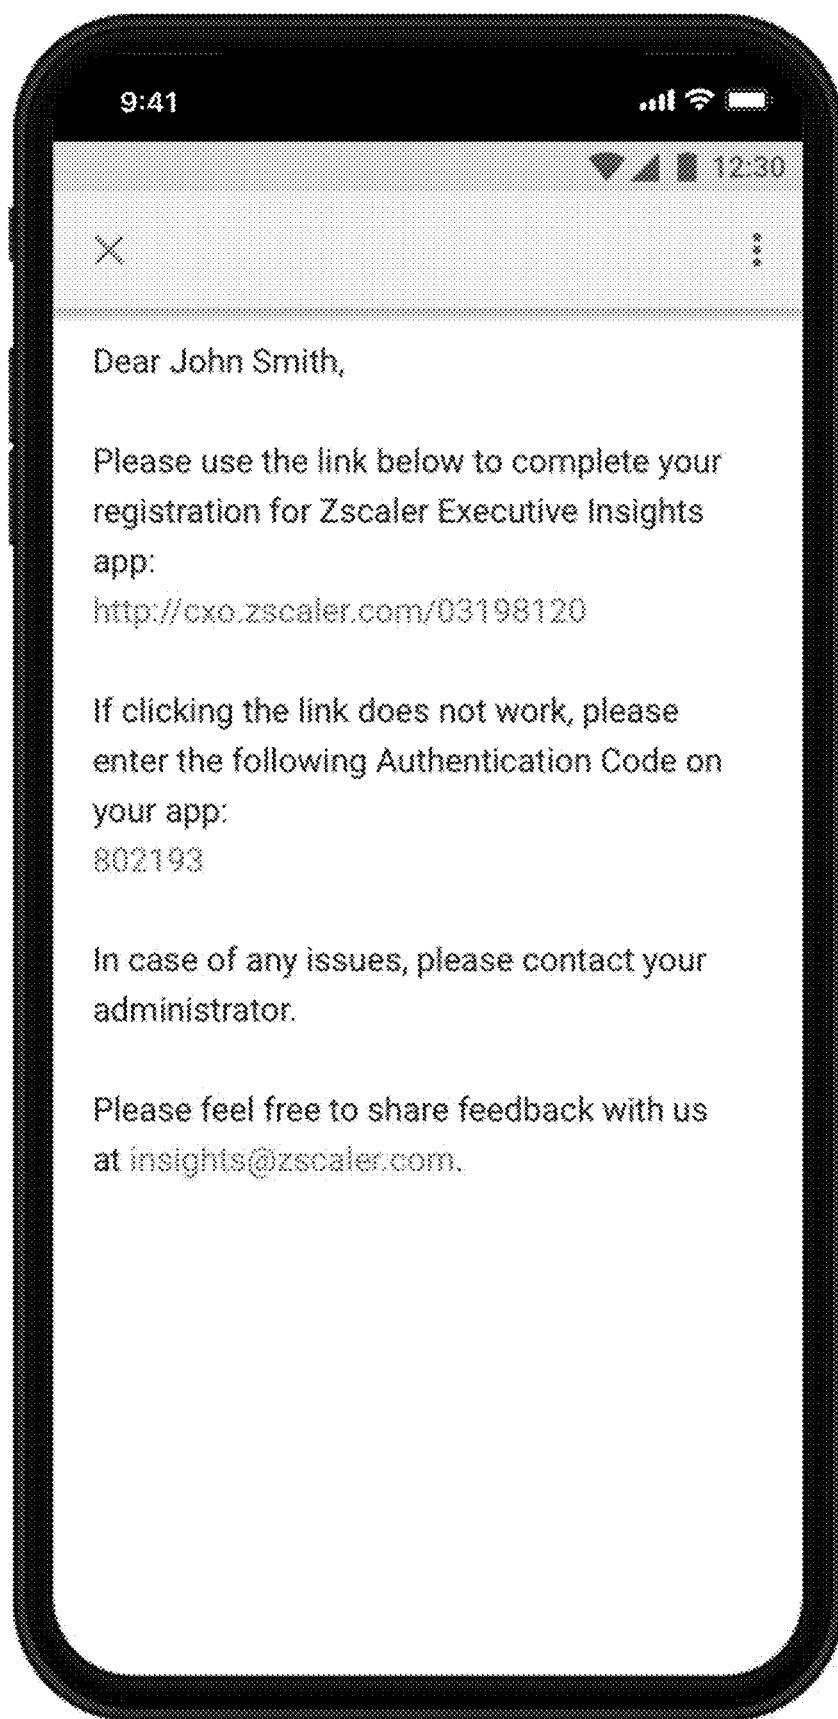 9:41
12:30
Dear John Smith,
Please use the link below to complete your
registration for Zscaler Executive Insights
app:
http://cxo.zscaler.com/03198120
If clicking the link does not work, please
enter the following Authentication Code on
your app:
802193
In case of any issues, please contact your
administrator.
Please feel free to share feedback with us
at insights@zscaler.com.